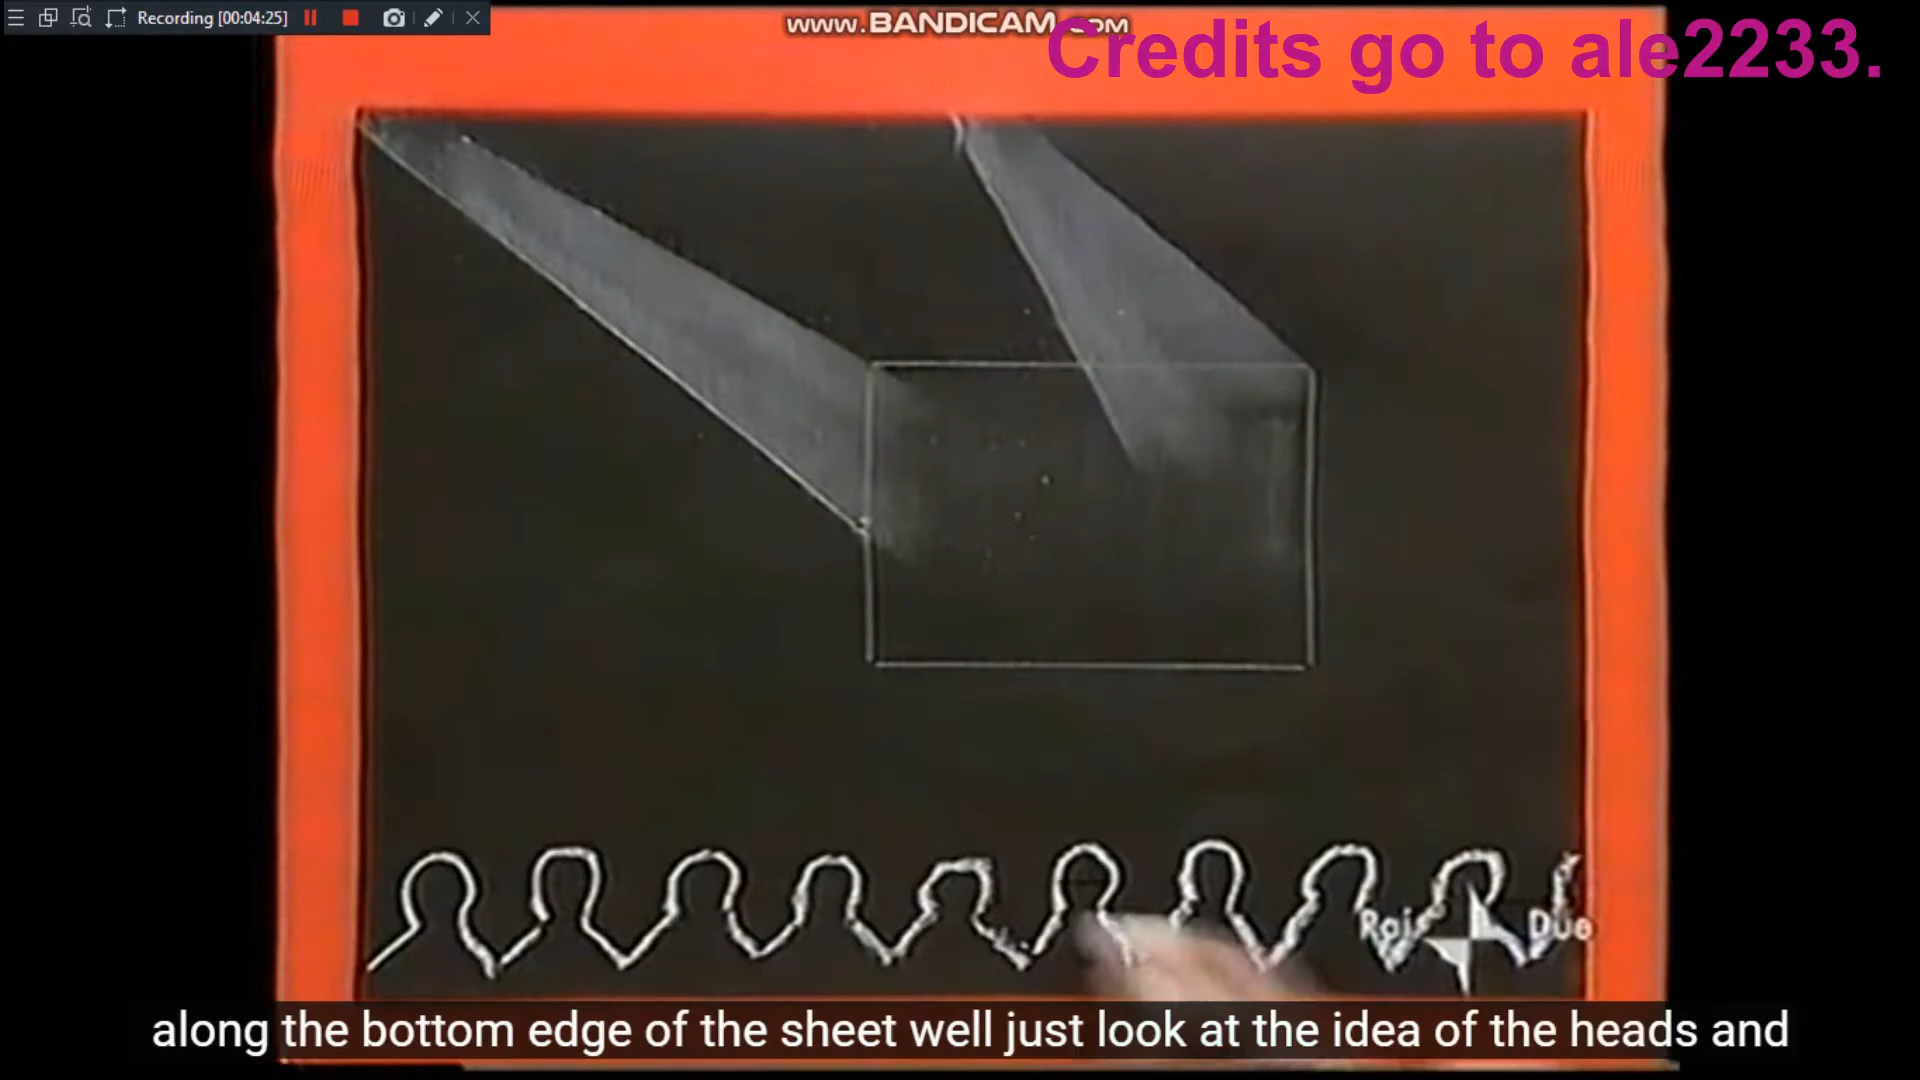 Recording [00:04:25]
www.BANDICAM.com
Credits go to ale2233.
Rai Due
along the bottom edge of the sheet well just look at the idea of the heads and